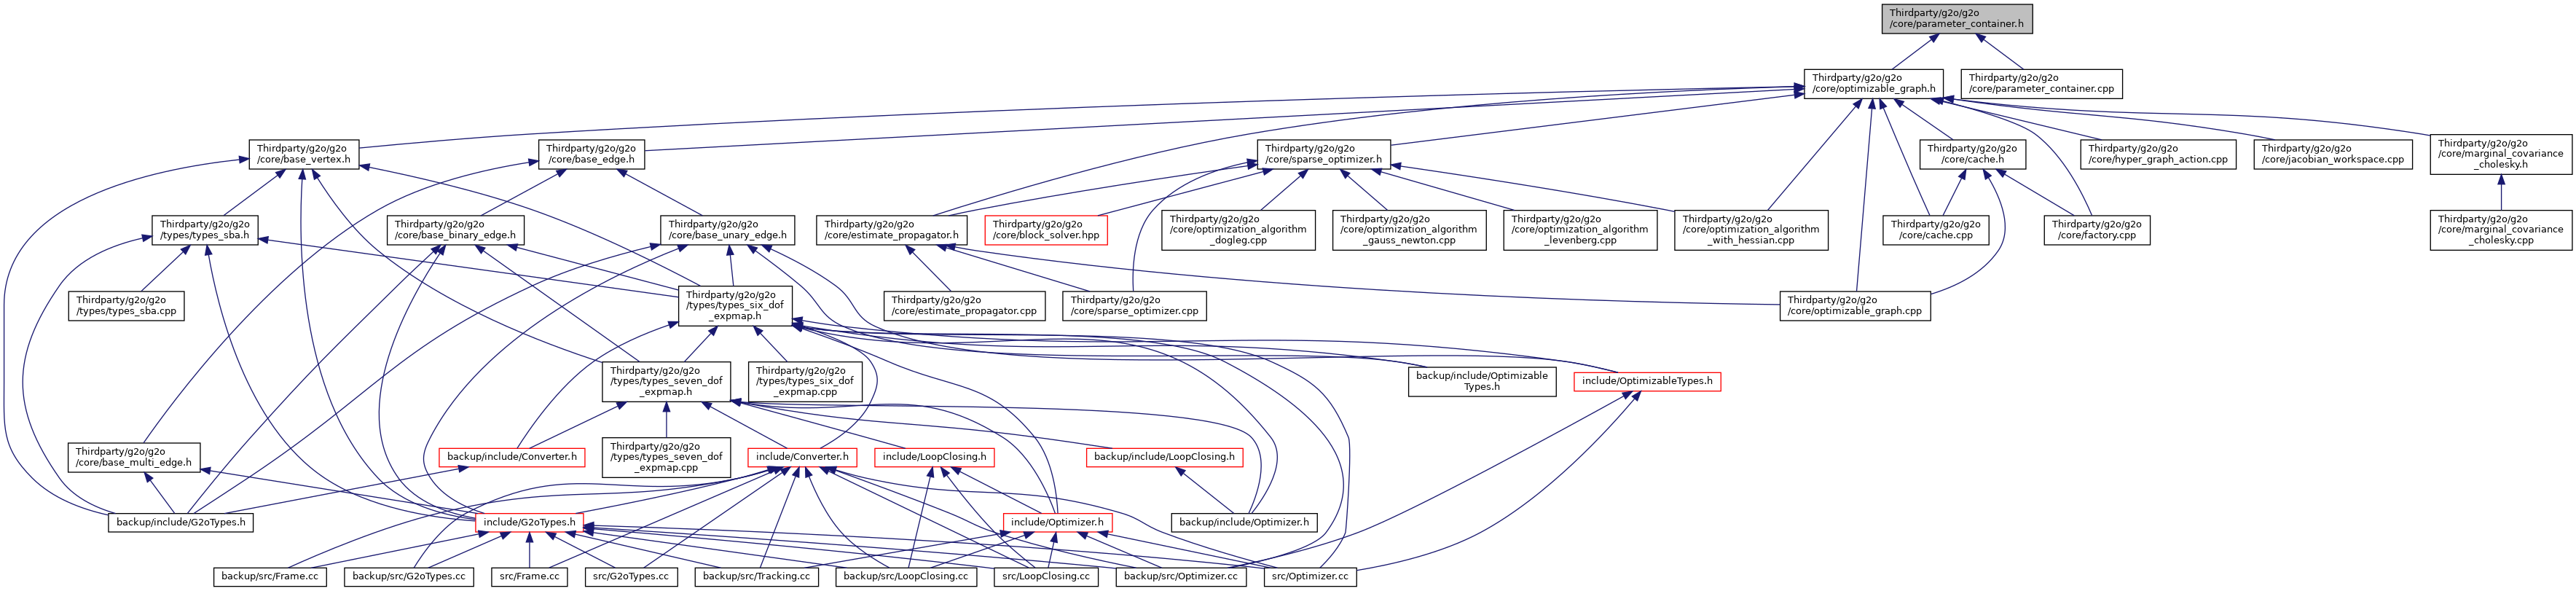 Thirdparty/g2o/g2o
/core/parameter_container.h
Thirdparty/g2o/g2o
/core/optimizable_graph.h
Thirdparty/g2o/g2o
/core/parameter_container.cpp
Thirdparty/g2o/g2o
/core/base_vertex.h
Thirdparty/g2o/g2o
/core/base_edge.h
Thirdparty/g2o/g2o
/core/sparse_optimizer.h
Thirdparty/g2o/g2o
/core/cache.h
Thirdparty/g2o/g2o
/core/hyper_graph_action.cpp
Thirdparty/g2o/g2o
/core/jacobian_workspace.cpp
Thirdparty/g2o/g2o
/core/marginal_covariance
_cholesky.h
Thirdparty/g2o/g2o
/types/types_sba.h
Thirdparty/g2o/g2o
/core/base_binary_edge.h
Thirdparty/g2o/g2o
/core/base_unary_edge.h
Thirdparty/g2o/g2o
/core/estimate_propagator.h
Thirdparty/g2o/g2o
/core/block_solver.hpp
Thirdparty/g2o/g2o
/core/optimization_algorithm
_dogleg.cpp
Thirdparty/g2o/g2o
/core/optimization_algorithm
_gauss_newton.cpp
Thirdparty/g2o/g2o
/core/optimization_algorithm
_levenberg.cpp
Thirdparty/g2o/g2o
/core/optimization_algorithm
_with_hessian.cpp
Thirdparty/g2o/g2o
/core/cache.cpp
Thirdparty/g2o/g2o
/core/factory.cpp
Thirdparty/g2o/g2o
/core/marginal_covariance
_cholesky.cpp
Thirdparty/g2o/g2o
/types/types_sba.cpp
Thirdparty/g2o/g2o
/types/types_six_dof
_expmap.h
Thirdparty/g2o/g2o
/core/estimate_propagator.cpp
Thirdparty/g2o/g2o
/core/sparse_optimizer.cpp
Thirdparty/g2o/g2o
/core/optimizable_graph.cpp
Thirdparty/g2o/g2o
/types/types_seven_dof
_expmap.h
Thirdparty/g2o/g2o
/types/types_six_dof
_expmap.cpp
backup/include/Optimizable
Types.h
include/OptimizableTypes.h
Thirdparty/g2o/g2o
/core/base_multi_edge.h
backup/include/Converter.h
Thirdparty/g2o/g2o
/types/types_seven_dof
_expmap.cpp
include/Converter.h
include/LoopClosing.h
backup/include/LoopClosing.h
backup/include/G2oTypes.h
include/G2oTypes.h
include/Optimizer.h
backup/include/Optimizer.h
backup/src/Frame.cc
backup/src/G2oTypes.cc
src/Frame.cc
src/G2oTypes.cc
backup/src/Tracking.cc
backup/src/LoopClosing.cc
src/LoopClosing.cc
backup/src/Optimizer.cc
src/Optimizer.cc